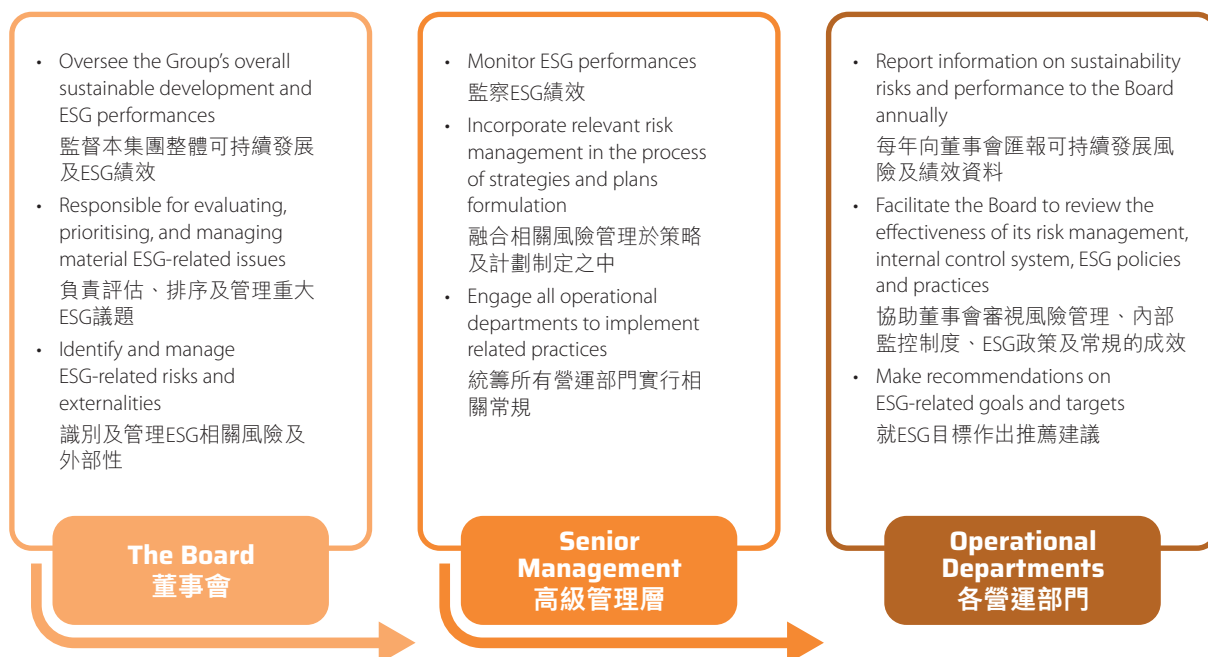 • Oversee the Group's overall
sustainable development and
ESG performances
監督本集團整體可持續發展
及ESG績效
• Responsible for evaluating,
prioritising, and managing
material ESG-related issues
負責評估、排序及管理重大
ESG議題
• Identify and manage
ESG-related risks and
externalities
識別及管理ESG相關風險及
外部性
The Board
董事會
• Monitor ESG performances
監察ESG績效
• Incorporate relevant risk
management in the process
of strategies and plans
formulation
融合相關風險管理於策略
及計劃制定之中
• Engage all operational
departments to implement
related practices
統籌所有營運部門實行相
關常規
Senior
Management
高級管理層
• Report information on sustainability
risks and performance to the Board
annually
每年向董事會匯報可持續發展風
險及績效資料
• Facilitate the Board to review the
effectiveness of its risk management,
internal control system, ESG policies
and practices
協助董事會審視風險管理、內部
監控制度、ESG政策及常規的成效
• Make recommendations on
ESG-related goals and targets
就ESG目標作出推薦建議
Operational
Departments
各營運部門